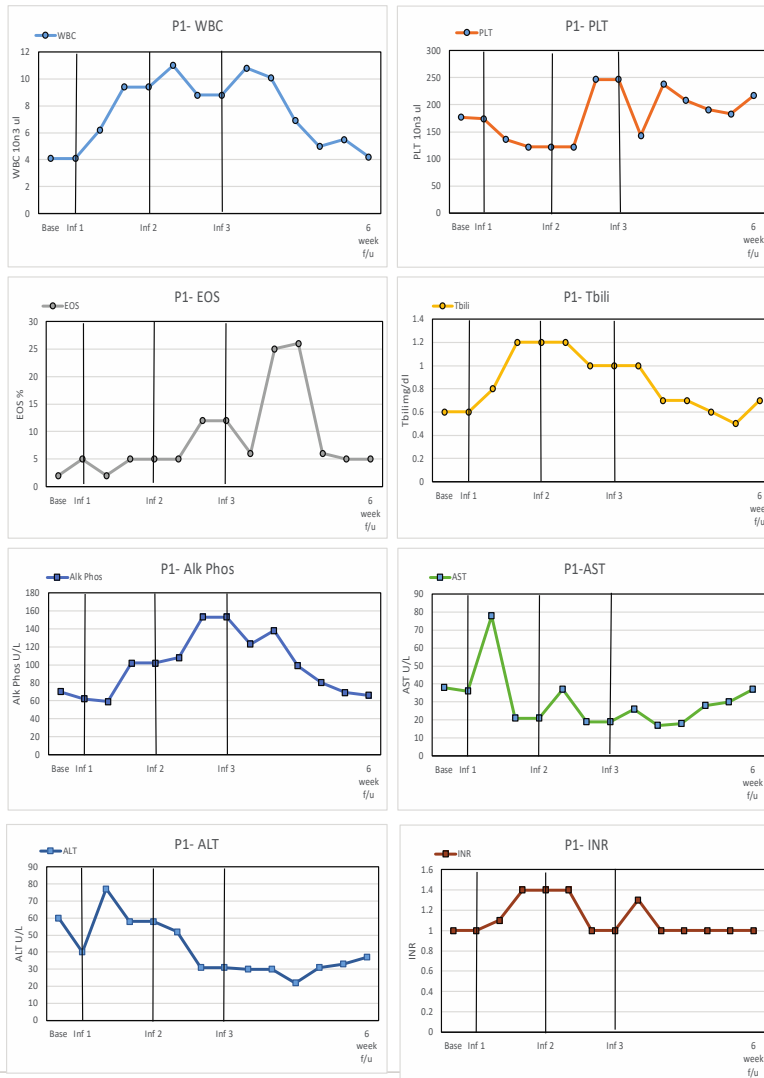 P1- WBC
WBC
12
10
8
6
4
2
0
WBC 10n3 ul
Base Inf 1 Inf 2 Inf 3 6
week
f/u
P1- PLT
PLT
300
250
200
150
100
50
0
PLT 10n3 ul
Base Inf 1 Inf 2 Inf 3 6
week
f/u
P1- EOS
EOS
30
25
20
15
10
5
0
EOS %
Base Inf 1 Inf 2 Inf 3 6
week
f/u
P1- Tbili
Tbili
1.4
1.2
1
0.8
0.6
0.4
0.2
0
Tbili mg/dl
Base Inf 1 Inf 2 Inf 3 6
week
f/u
P1- Alk Phos
Alk Phos
180
160
140
120
100
80
60
40
20
0
Alk Phos U/L
Base Inf 1 Inf 2 Inf 3 6
week
f/u
P1-AST
AST
90
80
70
60
50
40
30
20
10
0
AST U/L
Base Inf 1 Inf 2 Inf 3 6
week
f/u
P1- ALT
ALT
90
80
70
60
50
40
30
20
10
0
ALT U/L
Base Inf 1 Inf 2 Inf 3 6
week
f/u
P1- INR
INR
1.6
1.4
1.2
1
0.8
0.6
0.4
0.2
0
INR
Base Inf 1 Inf 2 Inf 3 6
week
f/u